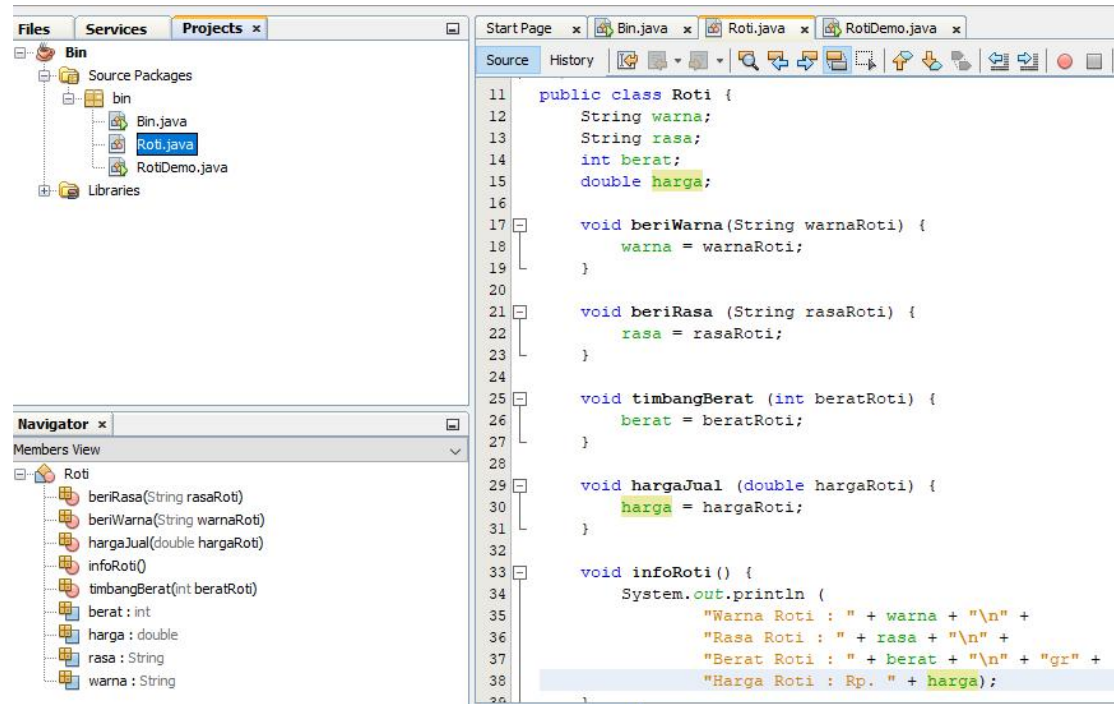 Files Services Projects x
Bin
Source Packages
bin
Bin.java
Roti.java
RotiDemo.java
Libraries
Navigator x
Members View
Roti
beriRasa(String rasaRoti)
beriWarna(String warnaRoti)
hargaJual(double hargaRoti)
infoRoti()
timbangBerat(int beratRoti)
berat : int
harga : double
rasa : String
warna : String
Start Page x Bin.java x Roti.java x RotiDemo.java x
Source History
11 public class Roti {
12 String warna;
13 String rasa;
14 int berat;
15 double harga;
16
17 void beriWarna(String warnaRoti) {
18 warna = warnaRoti;
19 }
20
21 void beriRasa (String rasaRoti) {
22 rasa = rasaRoti;
23 }
24
25 void timbangBerat (int beratRoti) {
26 berat = beratRoti;
27 }
28
29 void hargaJual (double hargaRoti) {
30 harga = hargaRoti;
31 }
32
33 void infoRoti() {
34 System.out.println (
35 "Warna Roti : " + warna + "\n" +
36 "Rasa Roti : " + rasa + "\n" +
37 "Berat Roti : " + berat + "\n" + "gr" +
38 "Harga Roti : Rp. " + harga);
39 }